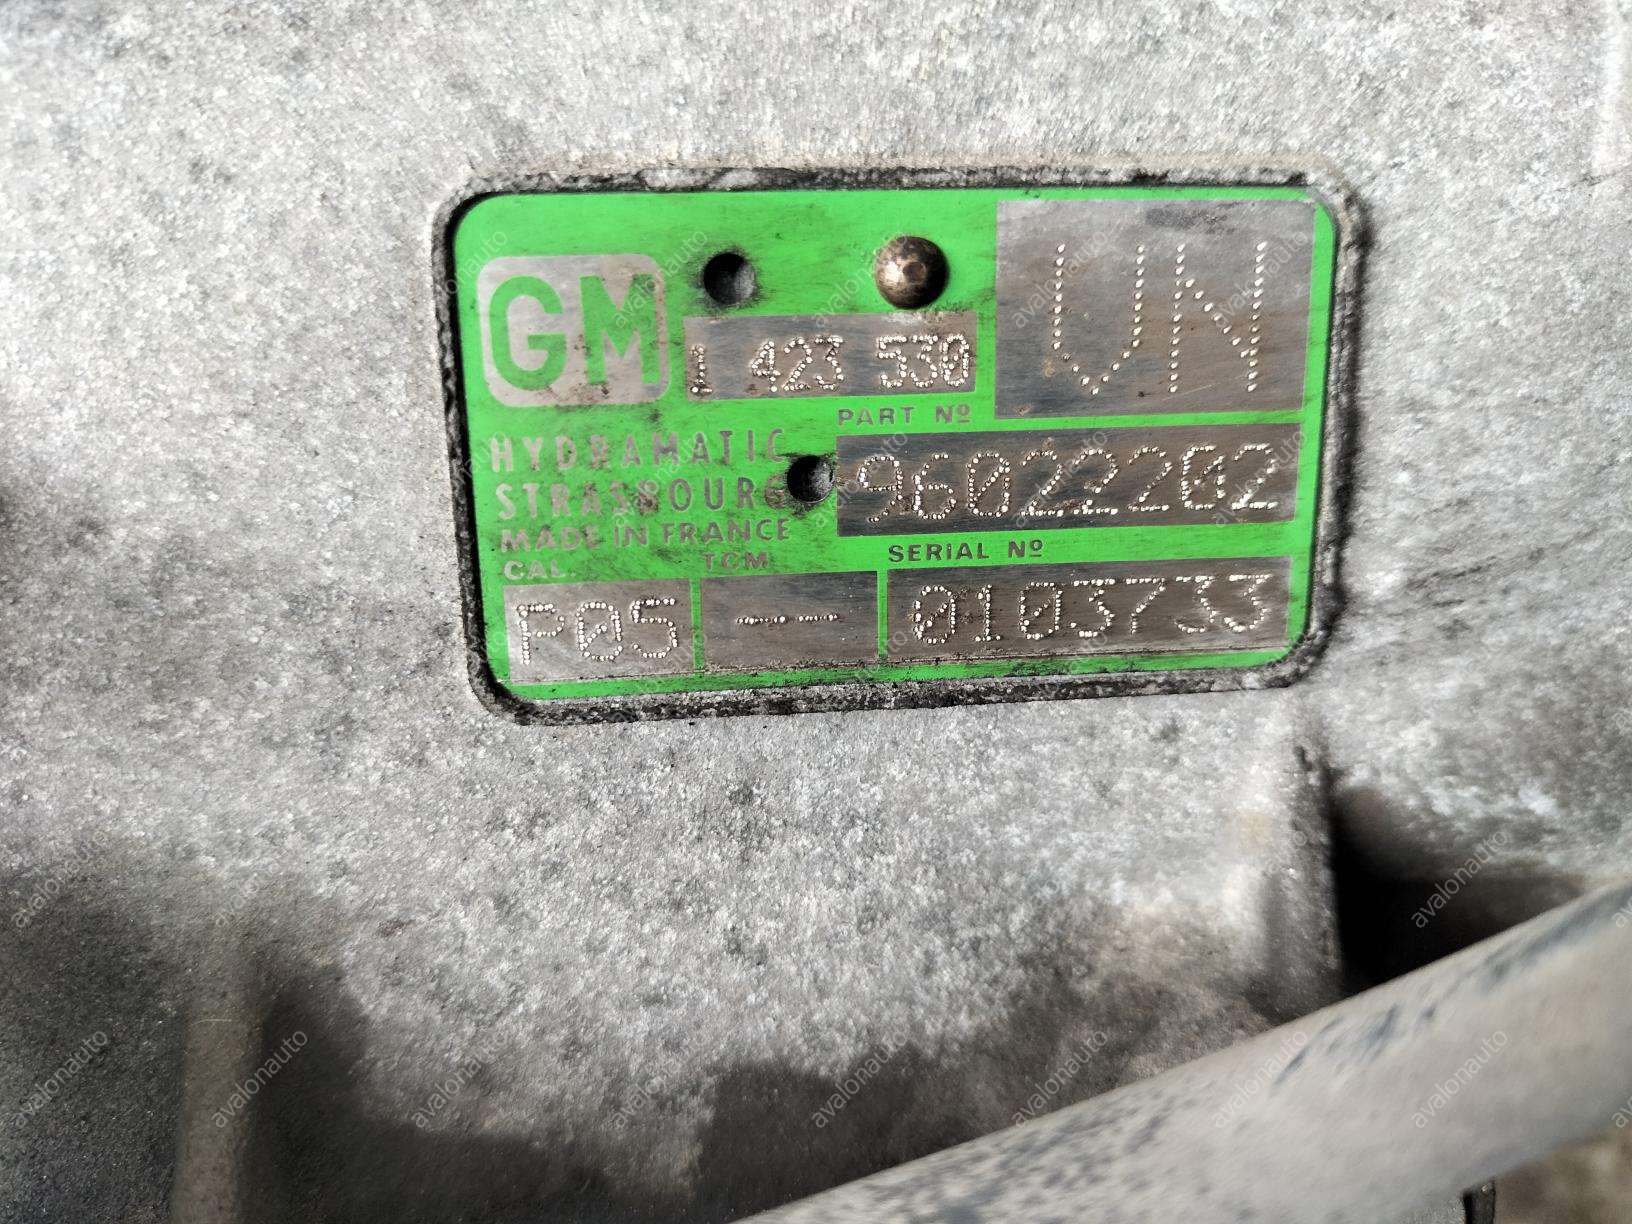 GM
1 423 530
VN
PART Nº
HYDRAMATIC
STRASBOURG
MADE IN FRANCE
96022202
CAL.
TCM
SERIAL Nº
P05
--
0103733
avalonauto